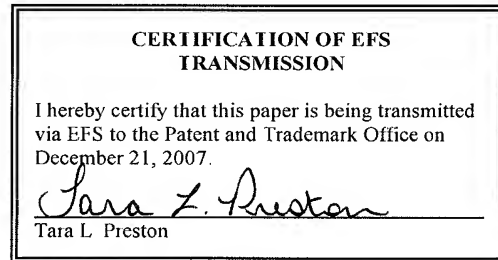 CERTIFICATION OF EFS
TRANSMISSION
I hereby certify that this paper is being transmitted
via EFS to the Patent and Trademark Office on
December 21, 2007.
Tara L. Preston
Tara L Preston